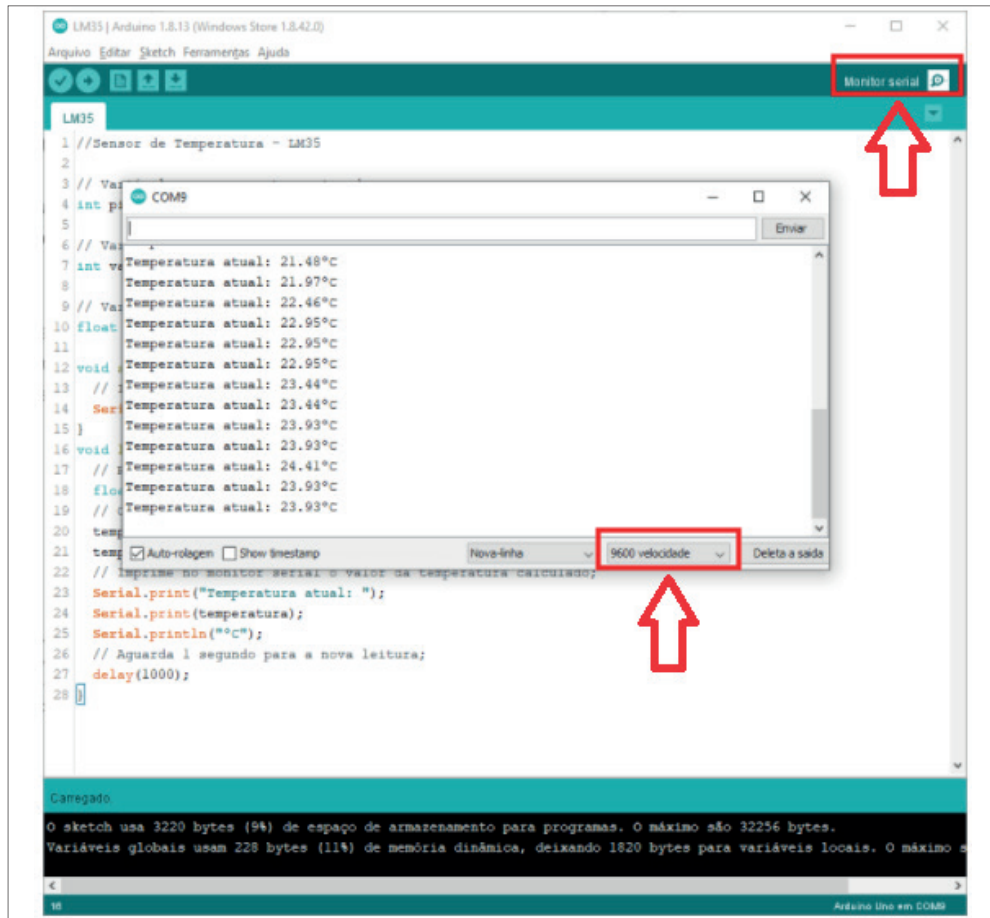 LM35 | Arduino 1.8.13 (Windows Store 1.8.42.0)
Arquivo Editar Sketch Ferramentas Ajuda
Monitor serial
LM35
1 //Sensor de Temperatura - LM35
2
3 //
4 int
5
6 //
7 int
8
9 //
10 float
11
12 void
13 //
14
15 }
16 void
17 //
18
19 //
20
21
22 // Imprime no monitor serial o valor da temperatura calculado;
23 Serial.print("Temperatura atual: ");
24 Serial.print(temperatura);
25 Serial.println("°C");
26 // Aguarda 1 segundo para a nova leitura;
27 delay(1000);
28 }
COM9
Enviar
Temperatura atual: 21.48°C
Temperatura atual: 21.97°C
Temperatura atual: 22.46°C
Temperatura atual: 22.95°C
Temperatura atual: 22.95°C
Temperatura atual: 22.95°C
Temperatura atual: 23.44°C
Temperatura atual: 23.44°C
Temperatura atual: 23.93°C
Temperatura atual: 23.93°C
Temperatura atual: 24.41°C
Temperatura atual: 23.93°C
Temperatura atual: 23.93°C
Auto-rolagem Show timestamp Nova-linha 9600 velocidade Deleta a saida
Carregado.
O sketch usa 3220 bytes (9%) de espaço de armazenamento para programas. O máximo são 32256 bytes.
Variáveis globais usam 228 bytes (11%) de memória dinâmica, deixando 1820 bytes para variáveis locais. O máximo s
16 Arduino Uno em COM9